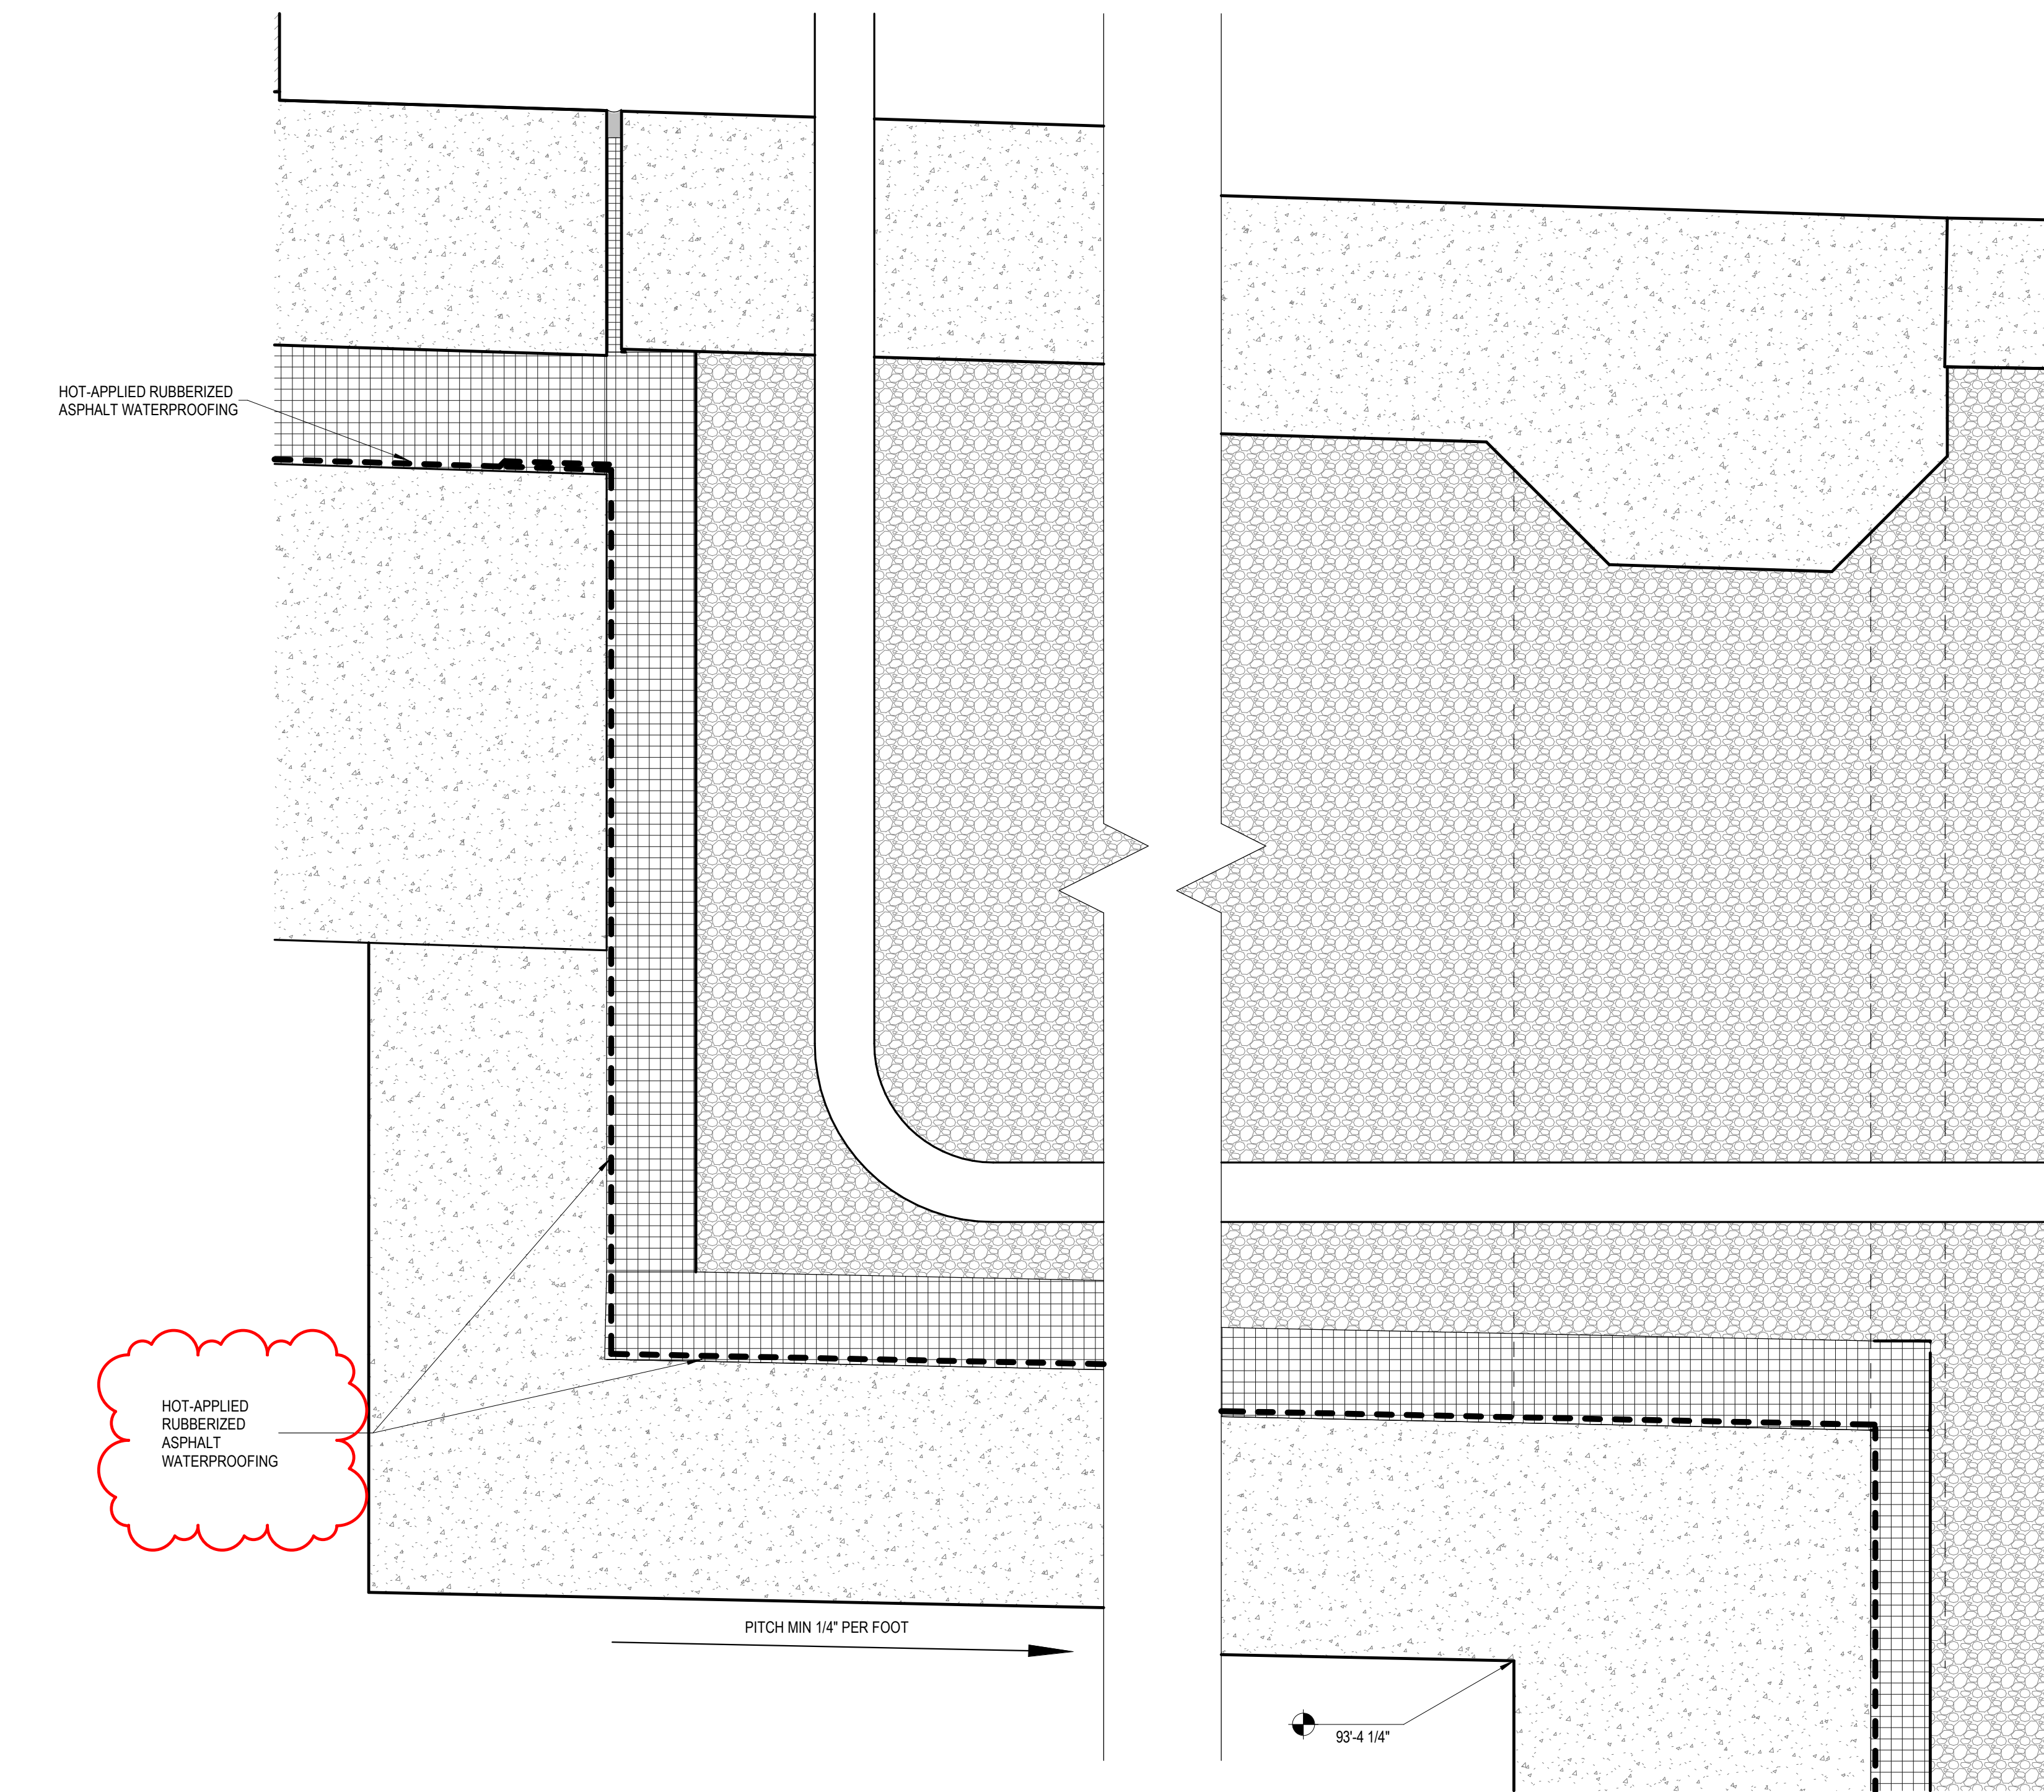 HOT-APPLIED RUBBERIZED
ASPHALT WATERPROOFING
HOT-APPLIED
RUBBERIZED
ASPHALT
WATERPROOFING
PITCH MIN 1/4" PER FOOT
93'-4 1/4"